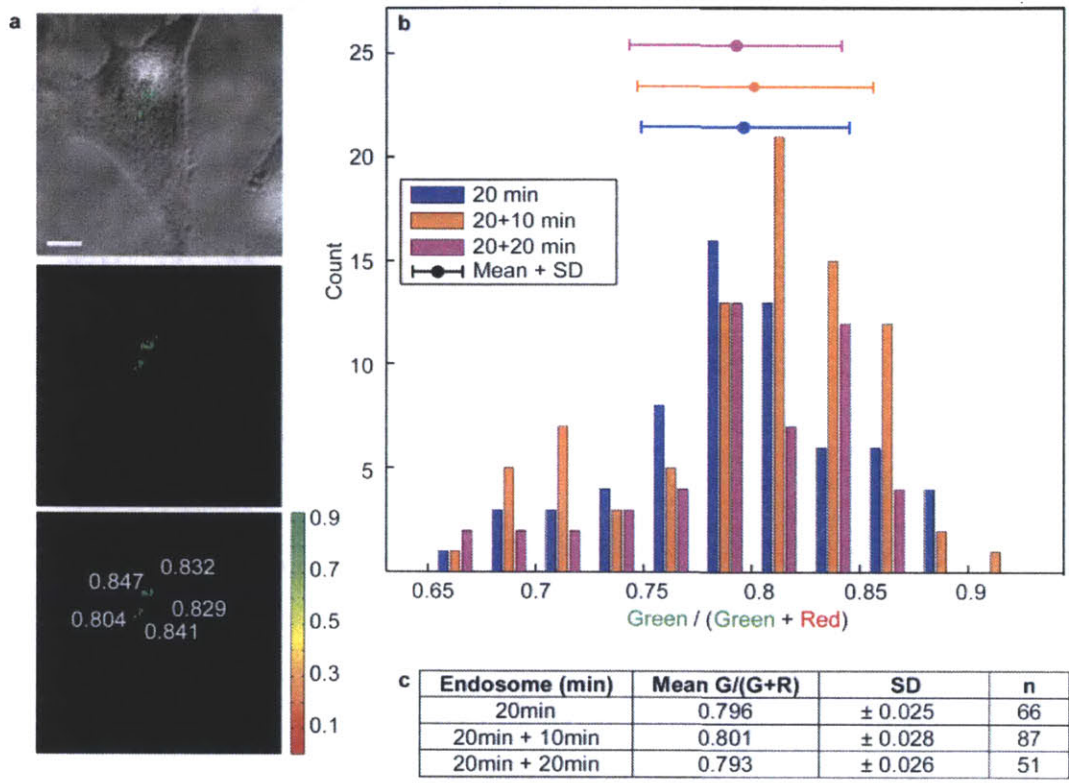 a
0.847
0.832
0.804
0.829
0.841
0.9
0.7
0.5
0.3
0.1
b
25
20
15
10
5
Count
20 min
20+10 min
20+20 min
Mean + SD
0.65 0.7 0.75 0.8 0.85 0.9
Green / (Green + Red)
c
Endosome (min) Mean G/(G+R) SD n
20min 0.796 ± 0.025 66
20min + 10min 0.801 ± 0.028 87
20min + 20min 0.793 ± 0.026 51